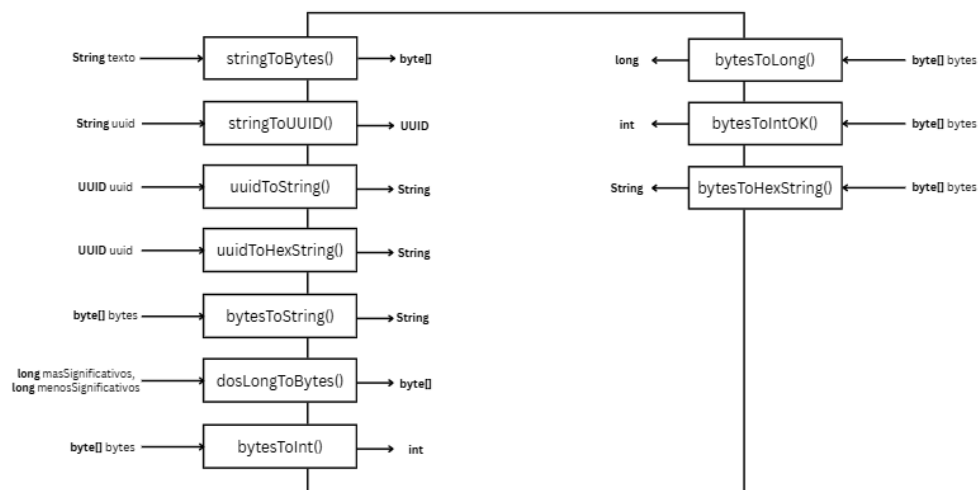 String texto
stringToBytes()
byte[]
String uuid
stringToUUID()
UUID
UUID uuid
uuidToString()
String
UUID uuid
uuidToHexString()
String
byte[] bytes
bytesToString()
String
long masSignificativos,
long menosSignificativos
dosLongToBytes()
byte[]
byte[] bytes
bytesToInt()
int
long
bytesToLong()
byte[] bytes
int
bytesToIntOK()
byte[] bytes
String
bytesToHexString()
byte[] bytes